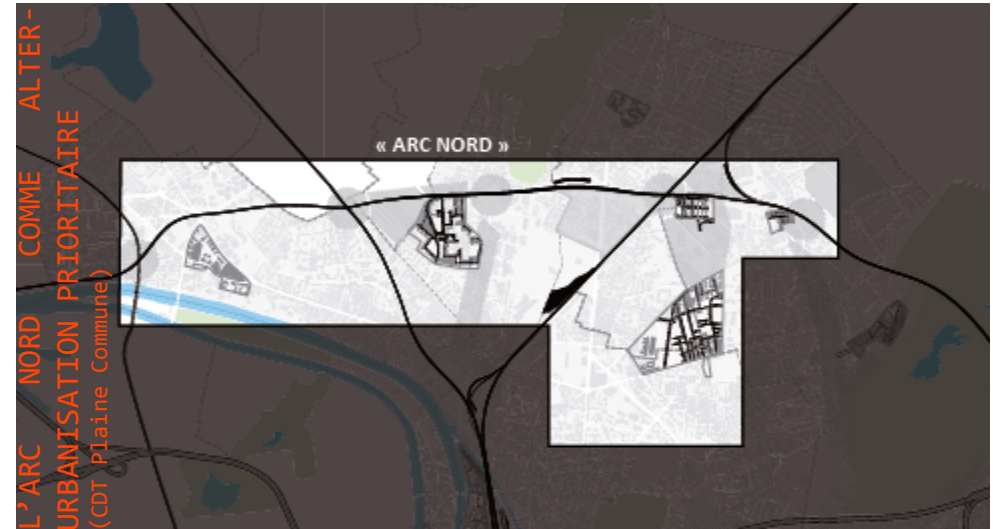 L’ARC NORD COMME ALTER-
URBANISATION PRIORITAIRE
(CDT Plaine Commune)
« ARC NORD »